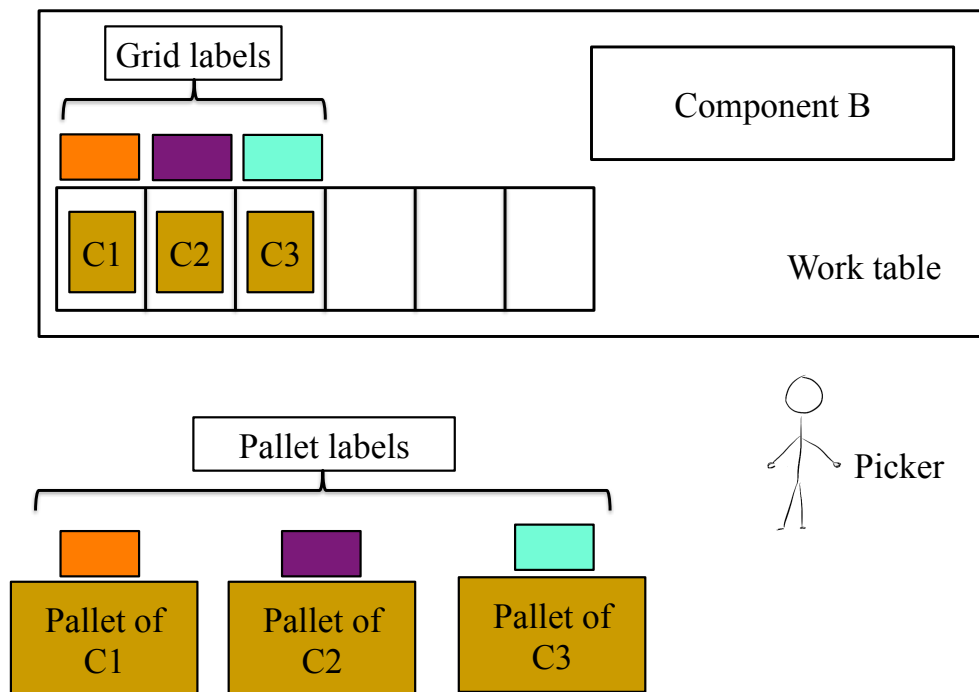 Grid labels
Component B
C1 C2 C3
Work table
Pallet labels
Picker
Pallet of
C1
Pallet of
C2
Pallet of
C3